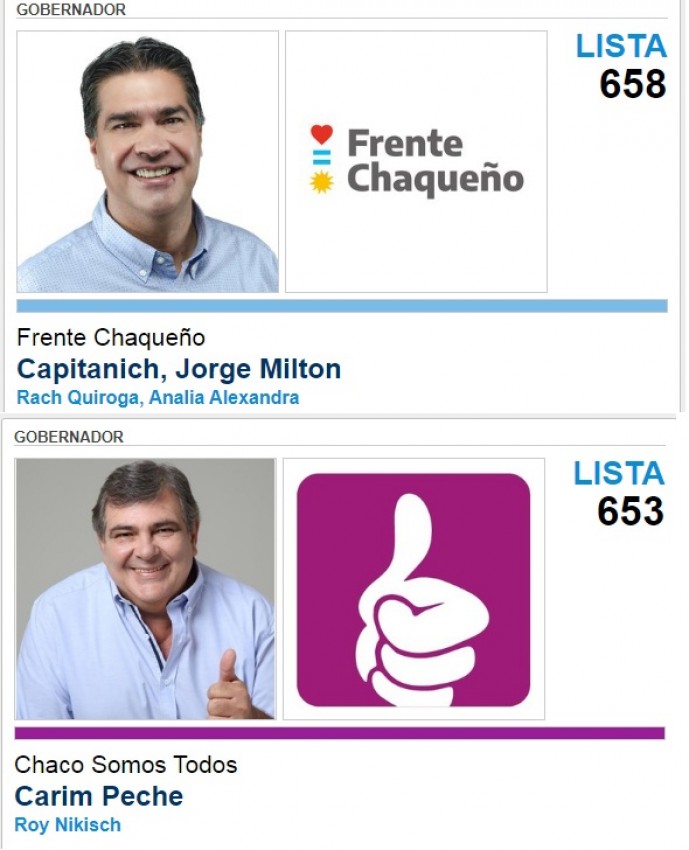 GOBERNADOR
LISTA
658
Frente
Chaqueño
Frente Chaqueño
Capitanich, Jorge Milton
Rach Quiroga, Analia Alexandra
GOBERNADOR
LISTA
653
Chaco Somos Todos
Carim Peche
Roy Nikisch